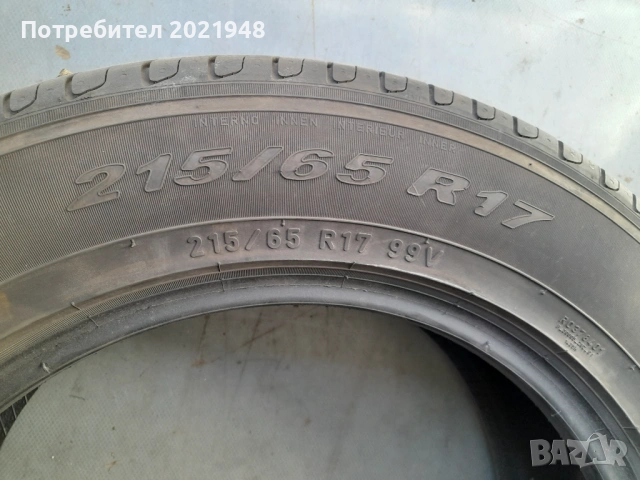 Потребител 2021948
INTERNO INNEN INTERIEUR INNER
215/65 R17
215/65 R17 99V
BAZAR